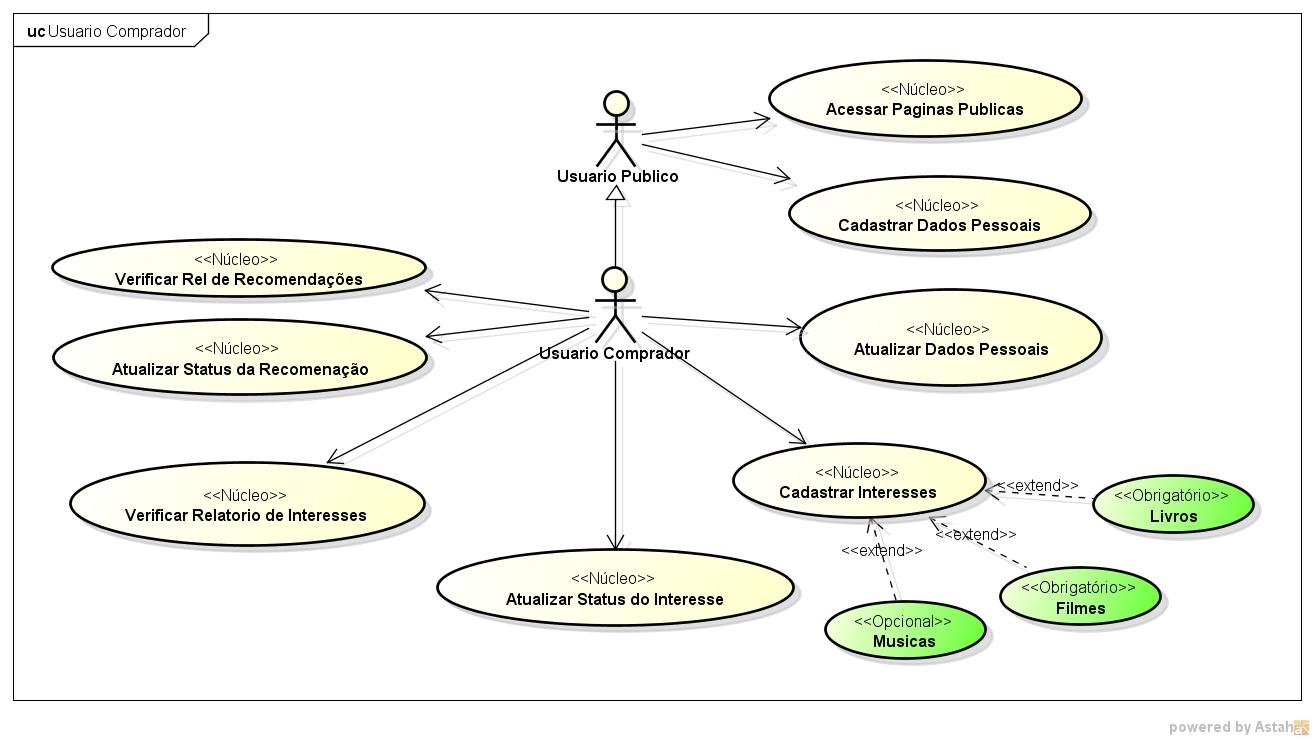 uc Usuario Comprador
<<Núcleo>>
Acessar Paginas Publicas
Usuario Publico
<<Núcleo>>
Cadastrar Dados Pessoais
<<Núcleo>>
Verificar Rel de Recomendações
<<Núcleo>>
Atualizar Status da Recomenação
Usuario Comprador
<<Núcleo>>
Atualizar Dados Pessoais
<<Núcleo>>
Verificar Relatorio de Interesses
<<Núcleo>>
Cadastrar Interesses
<<extend>>
<<Obrigatório>>
Livros
<<extend>>
<<extend>>
<<Núcleo>>
Atualizar Status do Interesse
<<Obrigatório>>
Filmes
<<Opcional>>
Musicas
powered by Astah